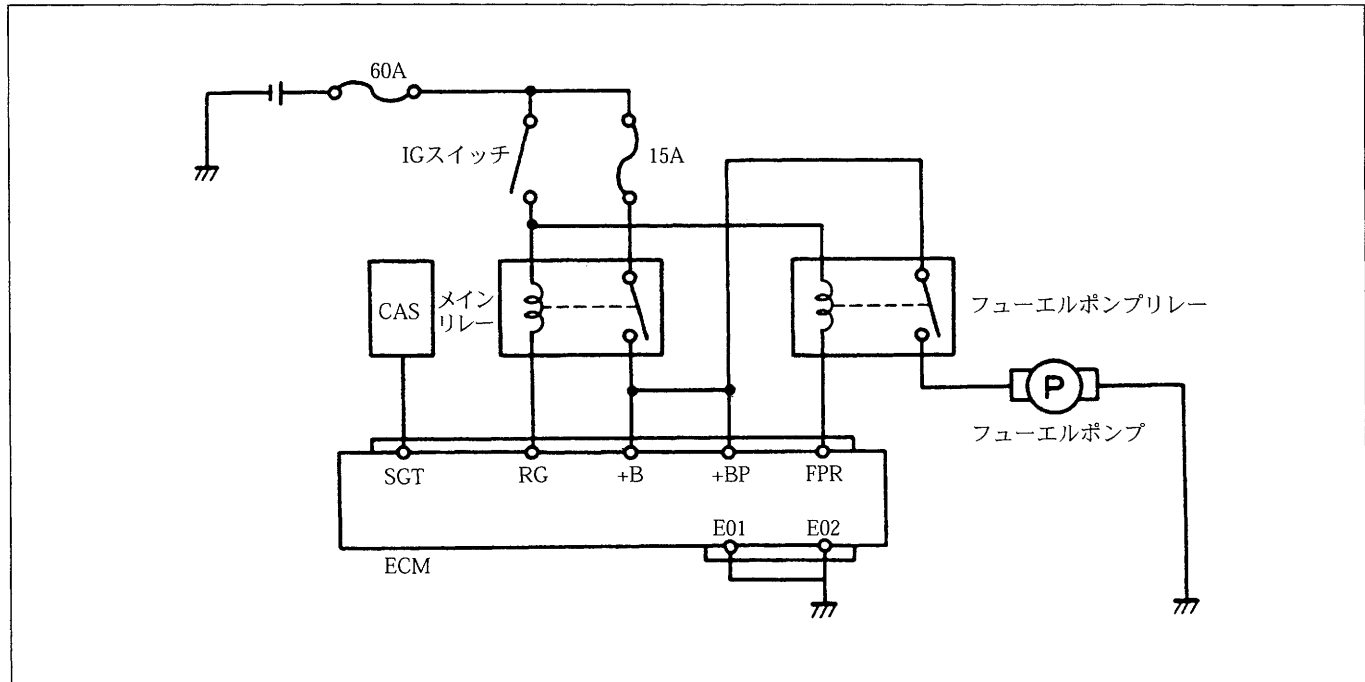 60A
IGスイッチ
15A
CAS
メイン
リレー
フューエルポンプリレー
P
フューエルポンプ
SGT
RG
+B
+BP
FPR
E01
E02
ECM